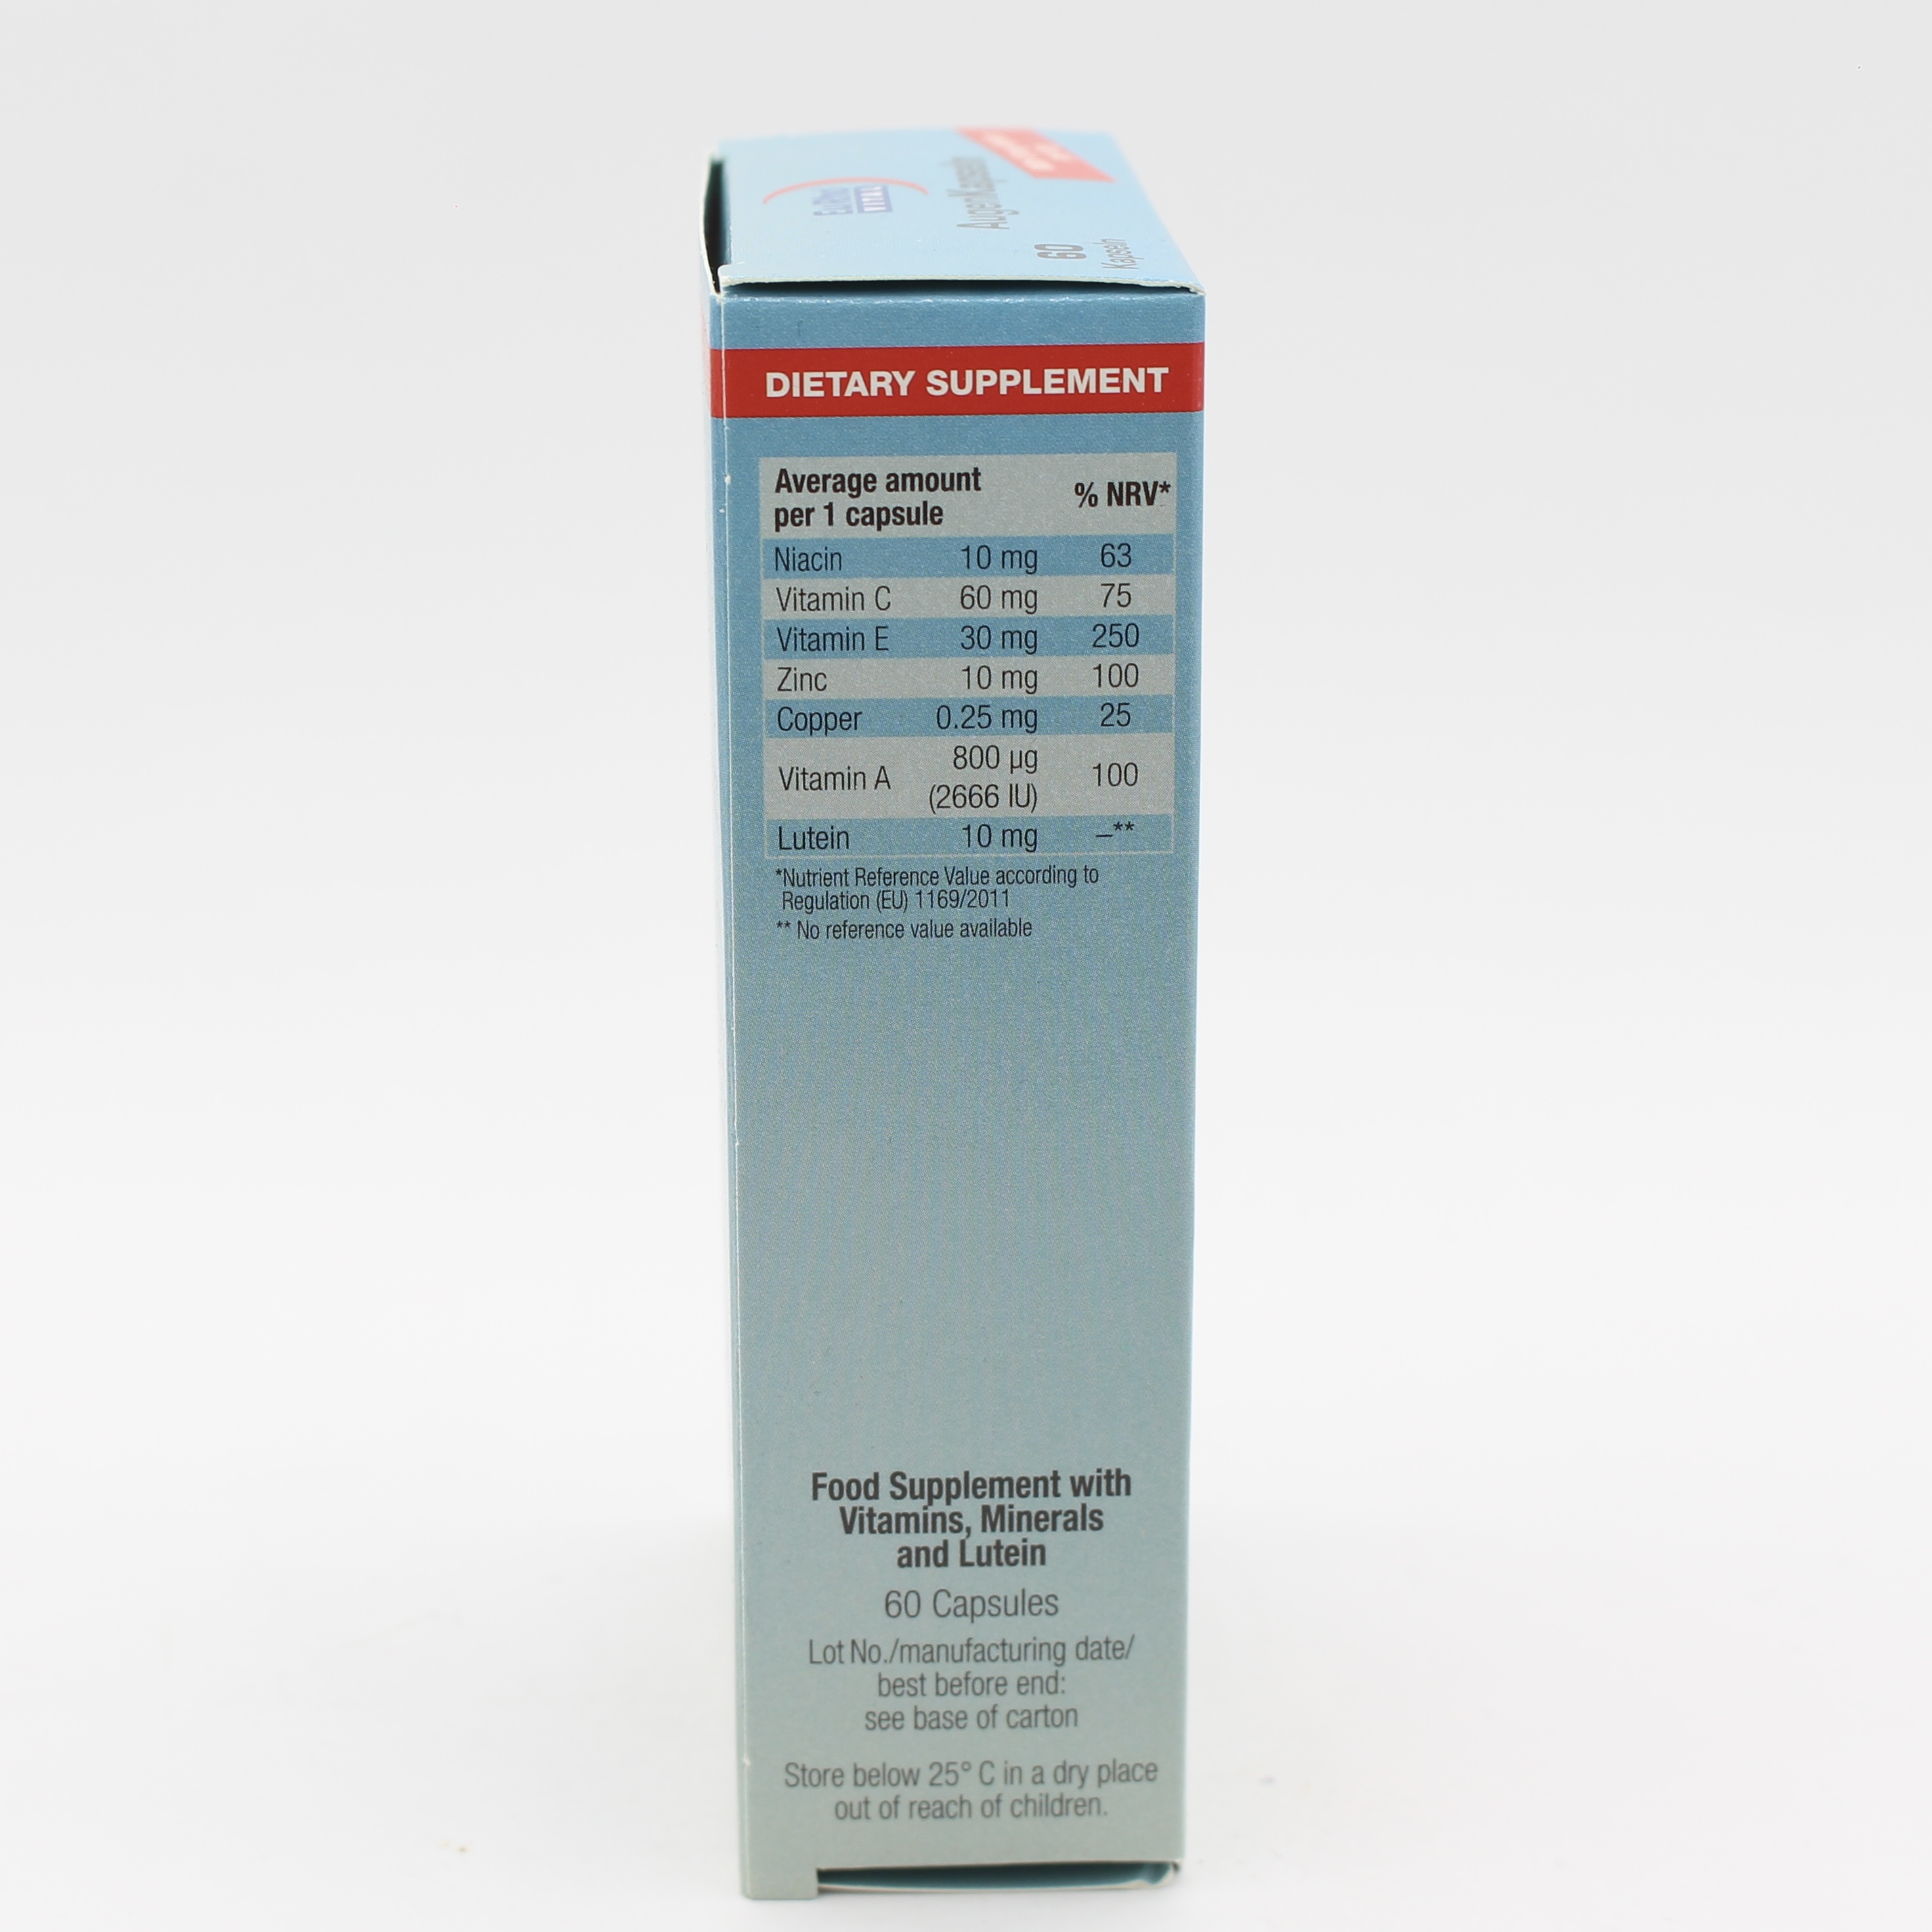 VITAL
AugenKapseln
60
Kapseln
DIETARY SUPPLEMENT
Average amount
per 1 capsule
% NRV*
Niacin 10 mg 63
Vitamin C 60 mg 75
Vitamin E 30 mg 250
Zinc 10 mg 100
Copper 0.25 mg 25
Vitamin A 800 µg (2666 IU) 100
Lutein 10 mg –**
*Nutrient Reference Value according to
Regulation (EU) 1169/2011
** No reference value available
Food Supplement with
Vitamins, Minerals
and Lutein
60 Capsules
Lot No./manufacturing date/
best before end:
see base of carton
Store below 25° C in a dry place
out of reach of children.